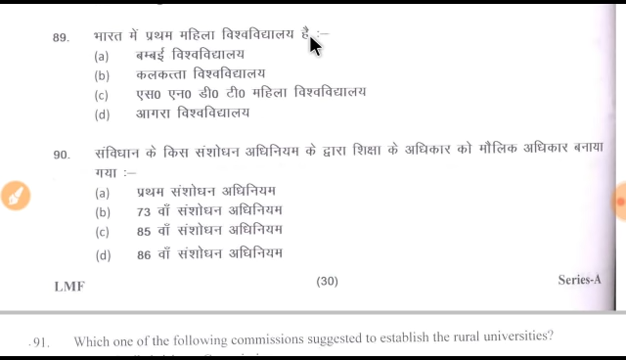 89. भारत में प्रथम महिला विश्वविद्यालय है :–
(a) बम्बई विश्वविद्यालय
(b) कलकत्ता विश्वविद्यालय
(c) एस0 एन0 डी0 टी0 महिला विश्वविद्यालय
(d) आगरा विश्वविद्यालय
90. संविधान के किस संशोधन अधिनियम के द्वारा शिक्षा के अधिकार को मौलिक अधिकार बनाया
गया :–
(a) प्रथम संशोधन अधिनियम
(b) 73 वाँ संशोधन अधिनियम
(c) 85 वाँ संशोधन अधिनियम
(d) 86 वाँ संशोधन अधिनियम
LMF (30) Series-A
91. Which one of the following commissions suggested to establish the rural universities?